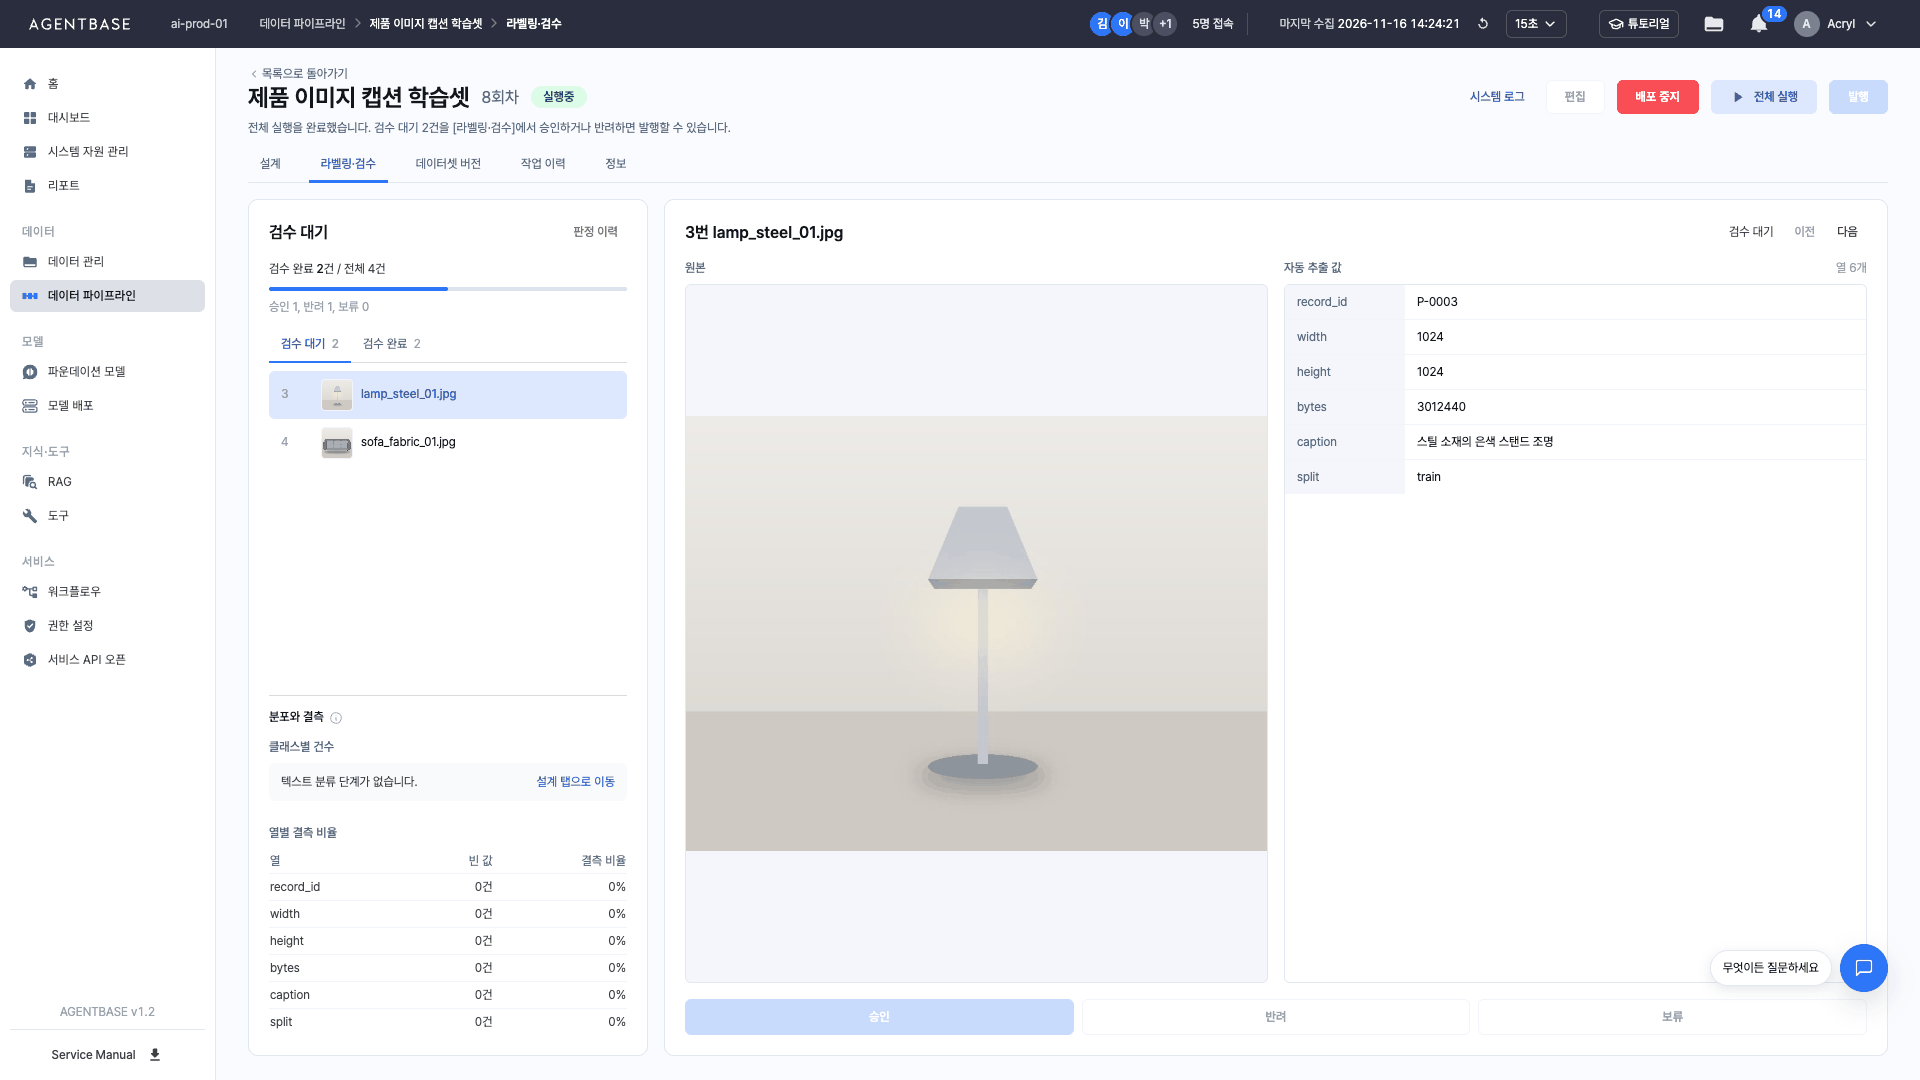 AGENTBASE
ai-prod-01
데이터 파이프라인 > 제품 이미지 캡션 학습셋 > 라벨링·검수
김 이 박 +1 5명 접속
마지막 수집 2026-11-16 14:24:21
15초
튜토리얼
14
A Acryl
홈
대시보드
시스템 자원 관리
리포트
데이터
데이터 관리
데이터 파이프라인
모델
파운데이션 모델
모델 배포
지식·도구
RAG
도구
서비스
워크플로우
권한 설정
서비스 API 오픈
AGENTBASE v1.2
Service Manual
목록으로 돌아가기
제품 이미지 캡션 학습셋 8회차 실행중
전체 실행을 완료했습니다. 검수 대기 2건을 [라벨링·검수]에서 승인하거나 반려하면 발행할 수 있습니다.
시스템 로그 편집 배포 중지 전체 실행 발행
설계 라벨링·검수 데이터셋 버전 작업 이력 정보
검수 대기 판정 이력
검수 완료 2건 / 전체 4건
승인 1, 반려 1, 보류 0
검수 대기 2 검수 완료 2
3 lamp_steel_01.jpg
4 sofa_fabric_01.jpg
분포와 결측
클래스별 건수
텍스트 분류 단계가 없습니다. 설계 탭으로 이동
열별 결측 비율
열 빈 값 결측 비율
record_id 0건 0%
width 0건 0%
height 0건 0%
bytes 0건 0%
caption 0건 0%
split 0건 0%
3번 lamp_steel_01.jpg 검수 대기 이전 다음
원본
자동 추출 값 열 6개
record_id P-0003
width 1024
height 1024
bytes 3012440
caption 스틸 소재의 은색 스탠드 조명
split train
무엇이든 질문하세요
승인 반려 보류